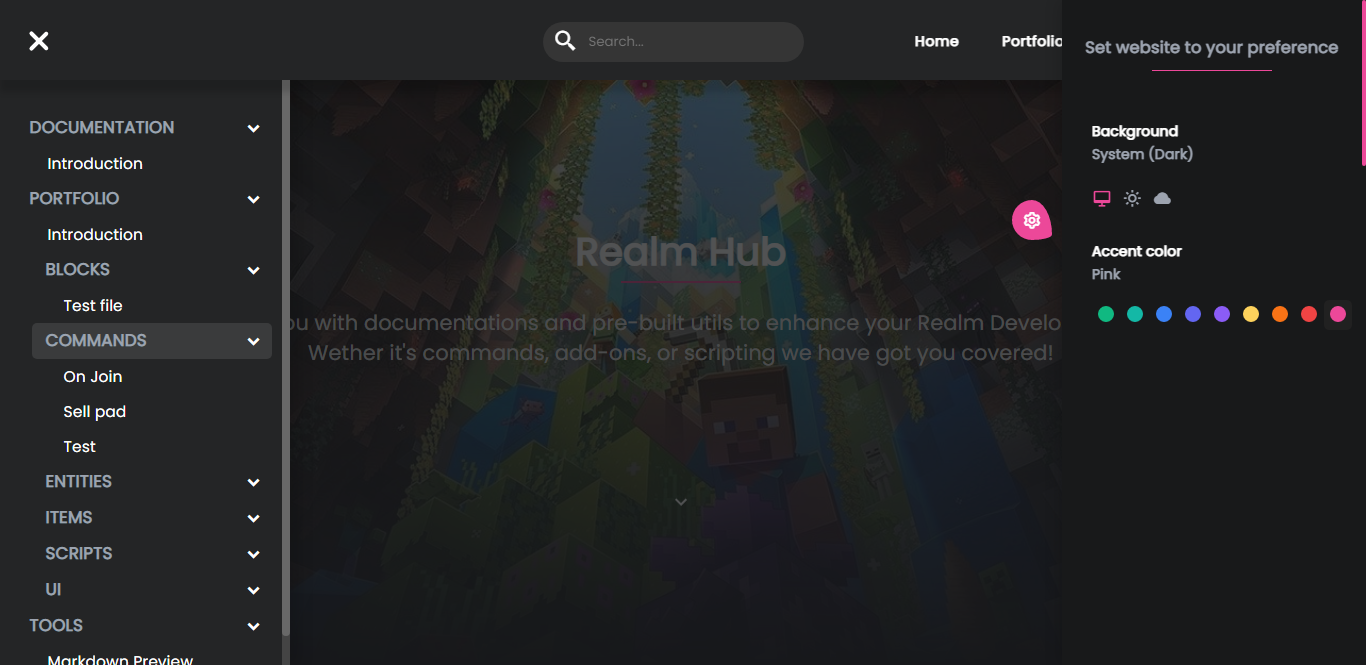 Search...
Home
Portfolio
Set website to your preference
DOCUMENTATION
Introduction
PORTFOLIO
Introduction
BLOCKS
Test file
COMMANDS
On Join
Sell pad
Test
ENTITIES
ITEMS
SCRIPTS
UI
TOOLS
Markdown Preview
Realm Hub
ou with documentations and pre-built utils to enhance your Realm Develo
Wether it's commands, add-ons, or scripting we have got you covered!
Background
System (Dark)
Accent color
Pink